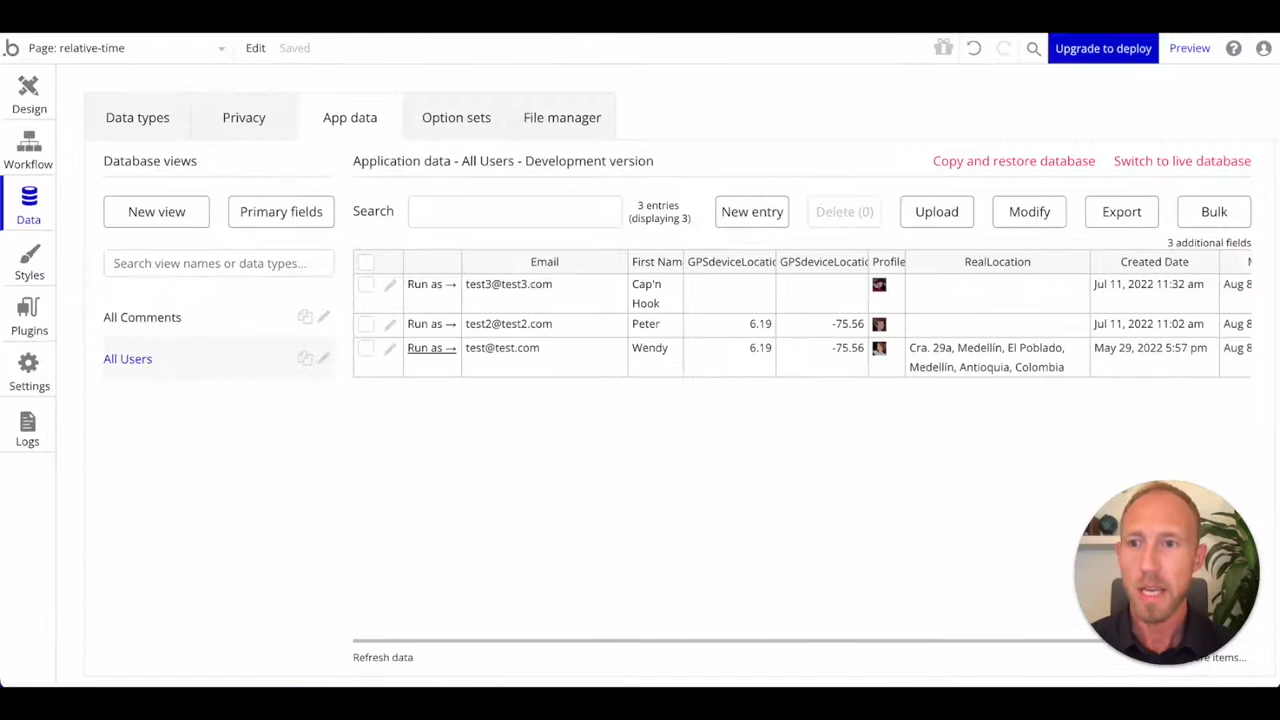 b Page: relative-time Edit Saved Upgrade to deploy Preview
Design
Workflow
Data
Styles
Plugins
Settings
Logs
Data types Privacy App data Option sets File manager
Database views
New view Primary fields
Search view names or data types...
All Comments
All Users
Application data - All Users - Development version Copy and restore database Switch to live database
Search 3 entries (displaying 3) New entry Delete (0) Upload Modify Export Bulk
3 additional fields
Email First Nam GPSdeviceLocatic GPSdeviceLocatic Profile RealLocation Created Date
Run as → test3@test3.com Cap'n Jul 11, 2022 11:32 am Aug 8
Hook
Run as → test2@test2.com Peter 6.19 -75.56 Jul 11, 2022 11:02 am Aug 8
Run as → test@test.com Wendy 6.19 -75.56 Cra. 29a, Medellín, El Poblado, May 29, 2022 5:57 pm Aug 8
Medellín, Antioquia, Colombia
Refresh data items...